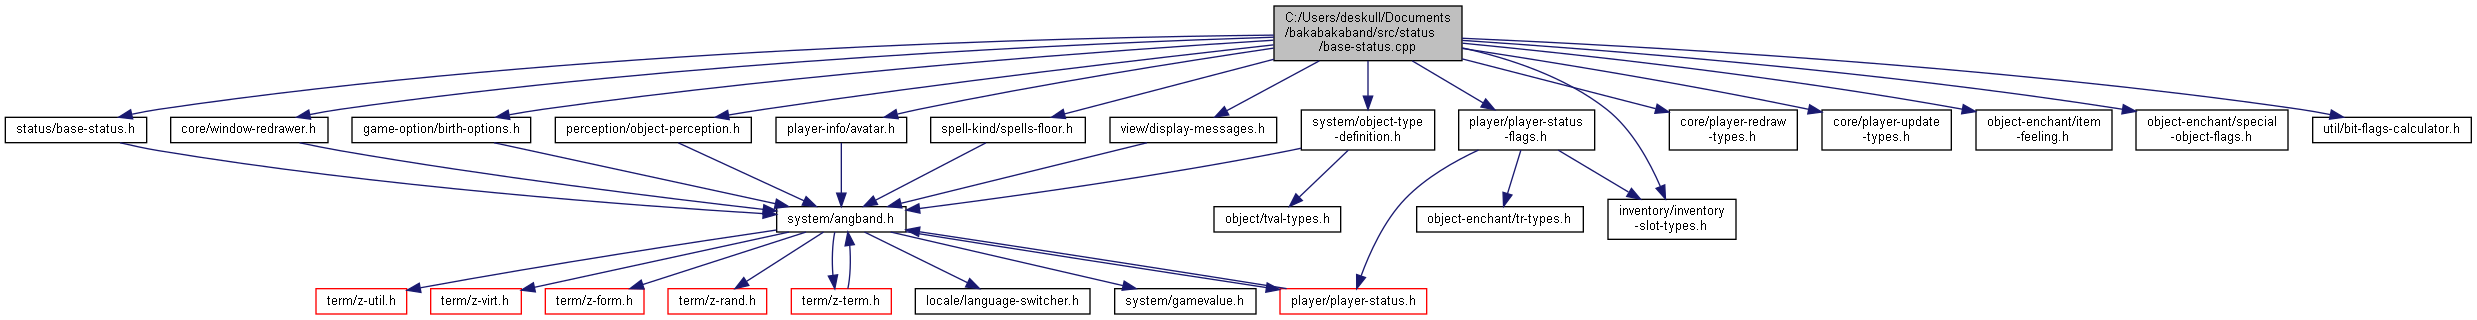 C:/Users/deskull/Documents
/bakabakaband/src/status
/base-status.cpp
status/base-status.h
core/window-redrawer.h
game-option/birth-options.h
perception/object-perception.h
player-info/avatar.h
spell-kind/spells-floor.h
view/display-messages.h
system/object-type
-definition.h
player/player-status
-flags.h
core/player-redraw
-types.h
core/player-update
-types.h
object-enchant/item
-feeling.h
object-enchant/special
-object-flags.h
util/bit-flags-calculator.h
system/angband.h
object/tval-types.h
object-enchant/tr-types.h
inventory/inventory
-slot-types.h
term/z-util.h
term/z-virt.h
term/z-form.h
term/z-rand.h
term/z-term.h
locale/language-switcher.h
system/gamevalue.h
player/player-status.h